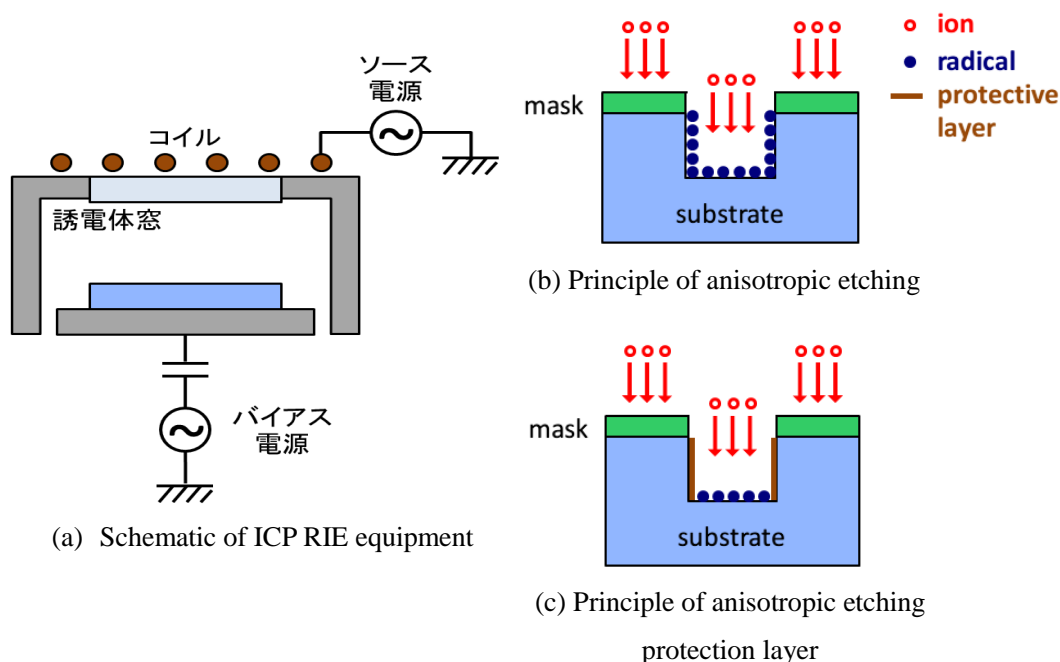 ソース
電源
コイル
誘電体窓
バイアス
電源
(a) Schematic of ICP RIE equipment
ion
radical
protective
layer
mask
substrate
(b) Principle of anisotropic etching
mask
substrate
(c) Principle of anisotropic etching
protection layer